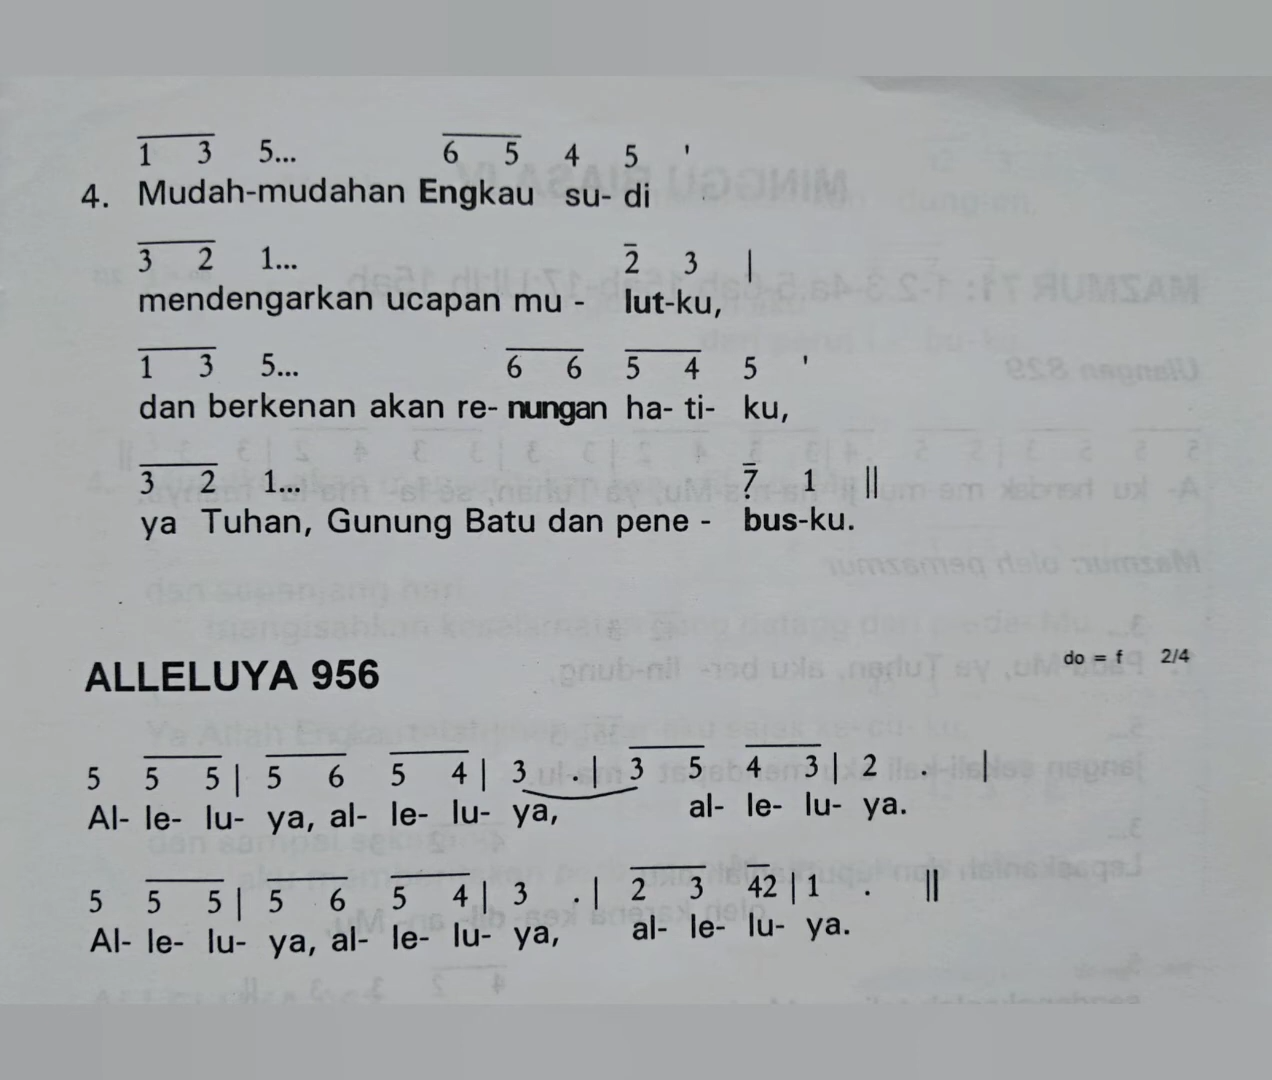 1 3 5... 6 5 4 5 '
4. Mudah-mudahan Engkau su- di
3 2 1... 2 3 |
mendengarkan ucapan mu - lut-ku,
1 3 5... 6 6 5 4 5 '
dan berkenan akan re- nungan ha- ti- ku,
3 2 1... 7 1 ||
ya Tuhan, Gunung Batu dan pene - bus-ku.
ALLELUYA 956
do = f 2/4
5 5 5 | 5 6 5 4 | 3 . | 3 5 4 3 | 2 . |
Al- le- lu- ya, al- le- lu- ya, al- le- lu- ya.
5 5 5 | 5 6 5 4 | 3 . | 2 3 42 | 1 . ||
Al- le- lu- ya, al- le- lu- ya, al- le- lu- ya.